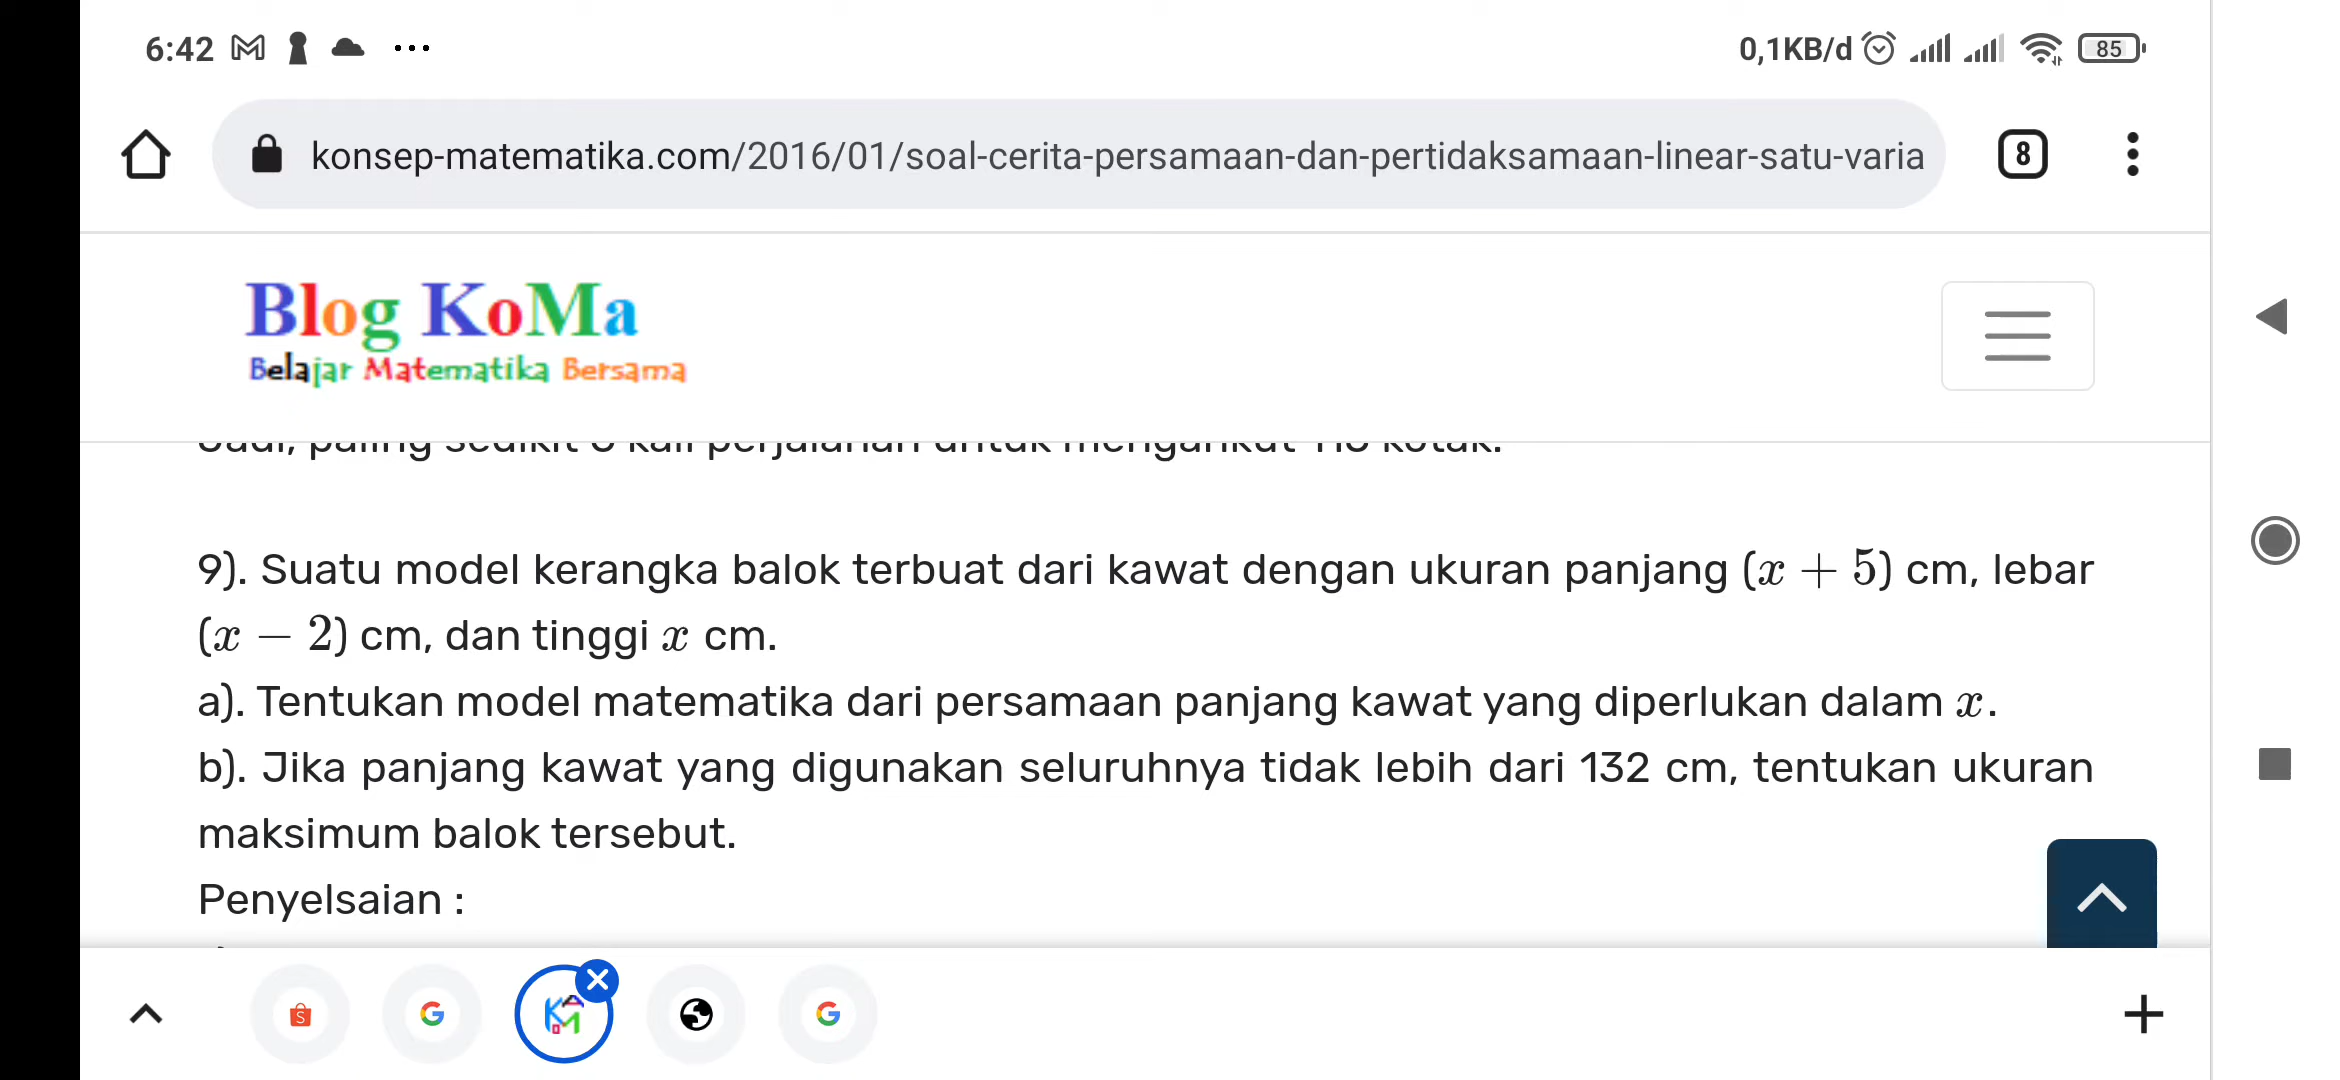 6:42 0,1KB/d 85
konsep-matematika.com/2016/01/soal-cerita-persamaan-dan-pertidaksamaan-linear-satu-varia 8
Blog KoMa
Belajar Matematika Bersama
9). Suatu model kerangka balok terbuat dari kawat dengan ukuran panjang (x + 5) cm, lebar
(x − 2) cm, dan tinggi x cm.
a). Tentukan model matematika dari persamaan panjang kawat yang diperlukan dalam x.
b). Jika panjang kawat yang digunakan seluruhnya tidak lebih dari 132 cm, tentukan ukuran
maksimum balok tersebut.
Penyelsaian :